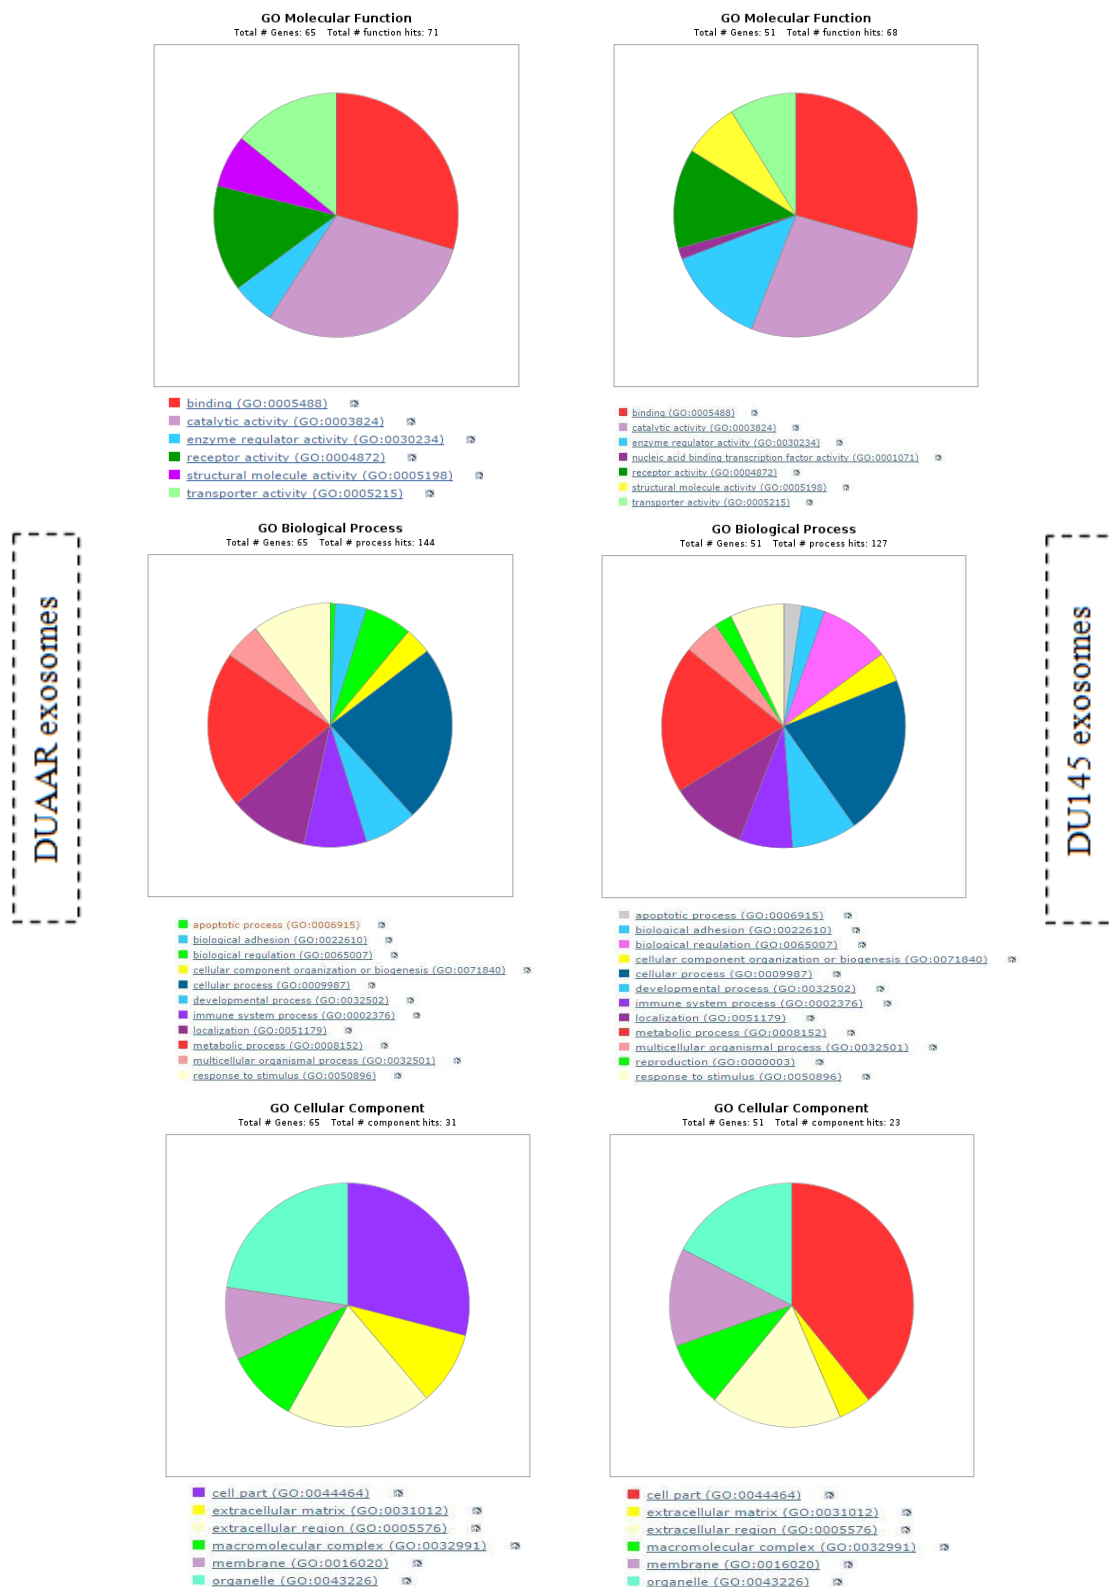 GO Molecular Function
Total # Genes: 65 Total # function hits: 71
binding (GO:0005488)
catalytic activity (GO:0003824)
enzyme regulator activity (GO:0030234)
receptor activity (GO:0004872)
structural molecule activity (GO:0005198)
transporter activity (GO:0005215)
GO Molecular Function
Total # Genes: 51 Total # function hits: 68
binding (GO:0005488)
catalytic activity (GO:0003824)
enzyme regulator activity (GO:0030234)
nucleic acid binding transcription factor activity (GO:0001071)
receptor activity (GO:0004872)
structural molecule activity (GO:0005198)
transporter activity (GO:0005215)
DUAAR exosomes
GO Biological Process
Total # Genes: 65 Total # process hits: 144
apoptotic process (GO:0006915)
biological adhesion (GO:0022610)
biological regulation (GO:0065007)
cellular component organization or biogenesis (GO:0071840)
cellular process (GO:0009987)
developmental process (GO:0032502)
immune system process (GO:0002376)
localization (GO:0051179)
metabolic process (GO:0008152)
multicellular organismal process (GO:0032501)
response to stimulus (GO:0050896)
GO Biological Process
Total # Genes: 51 Total # process hits: 127
apoptotic process (GO:0006915)
biological adhesion (GO:0022610)
biological regulation (GO:0065007)
cellular component organization or biogenesis (GO:0071840)
cellular process (GO:0009987)
developmental process (GO:0032502)
immune system process (GO:0002376)
localization (GO:0051179)
metabolic process (GO:0008152)
multicellular organismal process (GO:0032501)
reproduction (GO:0000003)
response to stimulus (GO:0050896)
DU145 exosomes
GO Cellular Component
Total # Genes: 65 Total # component hits: 31
cell part (GO:0044464)
extracellular matrix (GO:0031012)
extracellular region (GO:0005576)
macromolecular complex (GO:0032991)
membrane (GO:0016020)
organelle (GO:0043226)
GO Cellular Component
Total # Genes: 51 Total # component hits: 23
cell part (GO:0044464)
extracellular matrix (GO:0031012)
extracellular region (GO:0005576)
macromolecular complex (GO:0032991)
membrane (GO:0016020)
organelle (GO:0043226)